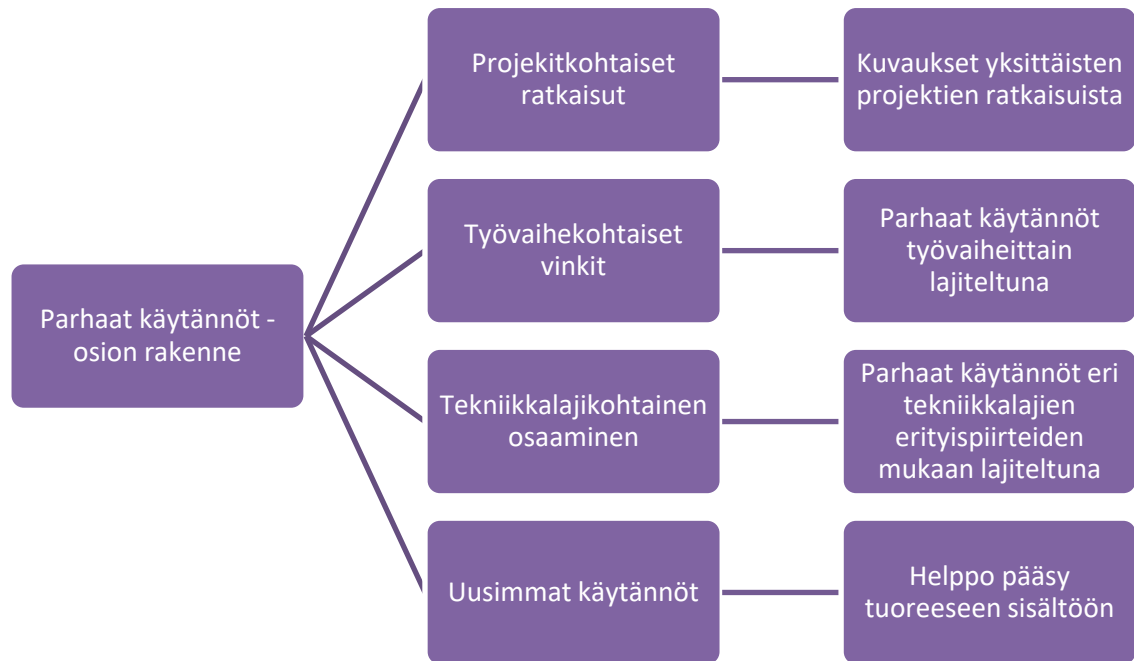 Projekitkohtaiset
ratkaisut
Kuvaukset yksittäisten
projektien ratkaisuista
Työvaihekohtaiset
vinkit
Parhaat käytännöt
työvaiheittain
lajiteltuna
Parhaat käytännöt -
osion rakenne
Tekniikkalajikohtainen
osaaminen
Parhaat käytännöt eri
tekniikkalajien
erityispiirteiden
mukaan lajiteltuna
Uusimmat käytännöt
Helppo pääsy
tuoreeseen sisältöön